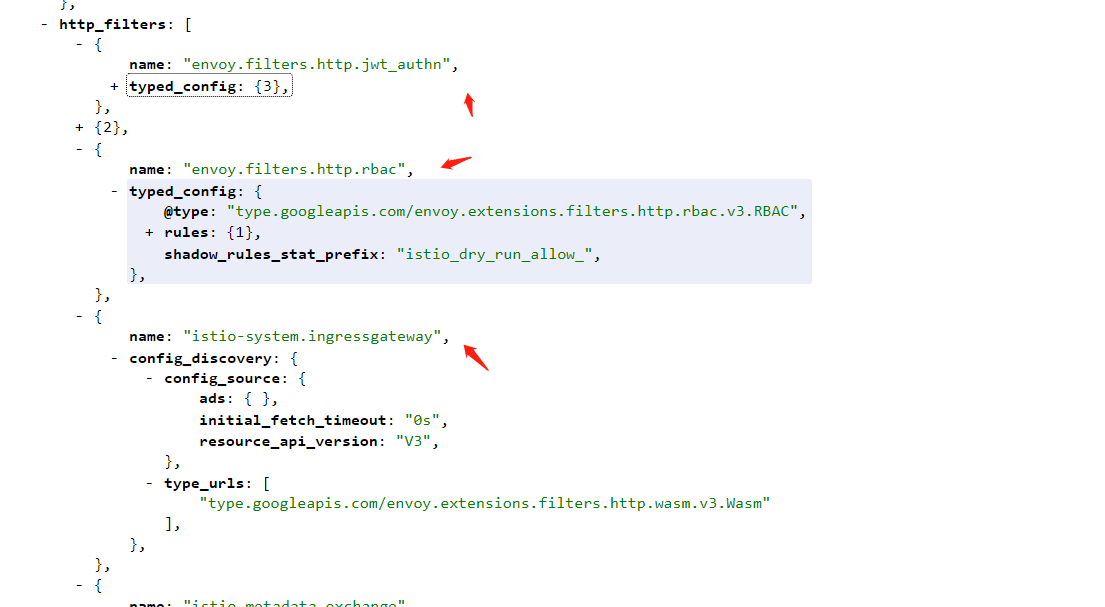 },
- http_filters: [
- {
name: "envoy.filters.http.jwt_authn",
+ typed_config: {3},
},
+ {2},
- {
name: "envoy.filters.http.rbac",
- typed_config: {
@type: "type.googleapis.com/envoy.extensions.filters.http.rbac.v3.RBAC",
+ rules: {1},
shadow_rules_stat_prefix: "istio_dry_run_allow_",
},
},
- {
name: "istio-system.ingressgateway",
- config_discovery: {
- config_source: {
ads: { },
initial_fetch_timeout: "0s",
resource_api_version: "V3",
},
- type_urls: [
"type.googleapis.com/envoy.extensions.filters.http.wasm.v3.Wasm"
],
},
},
- {
name: "istio.metadata_exchange"